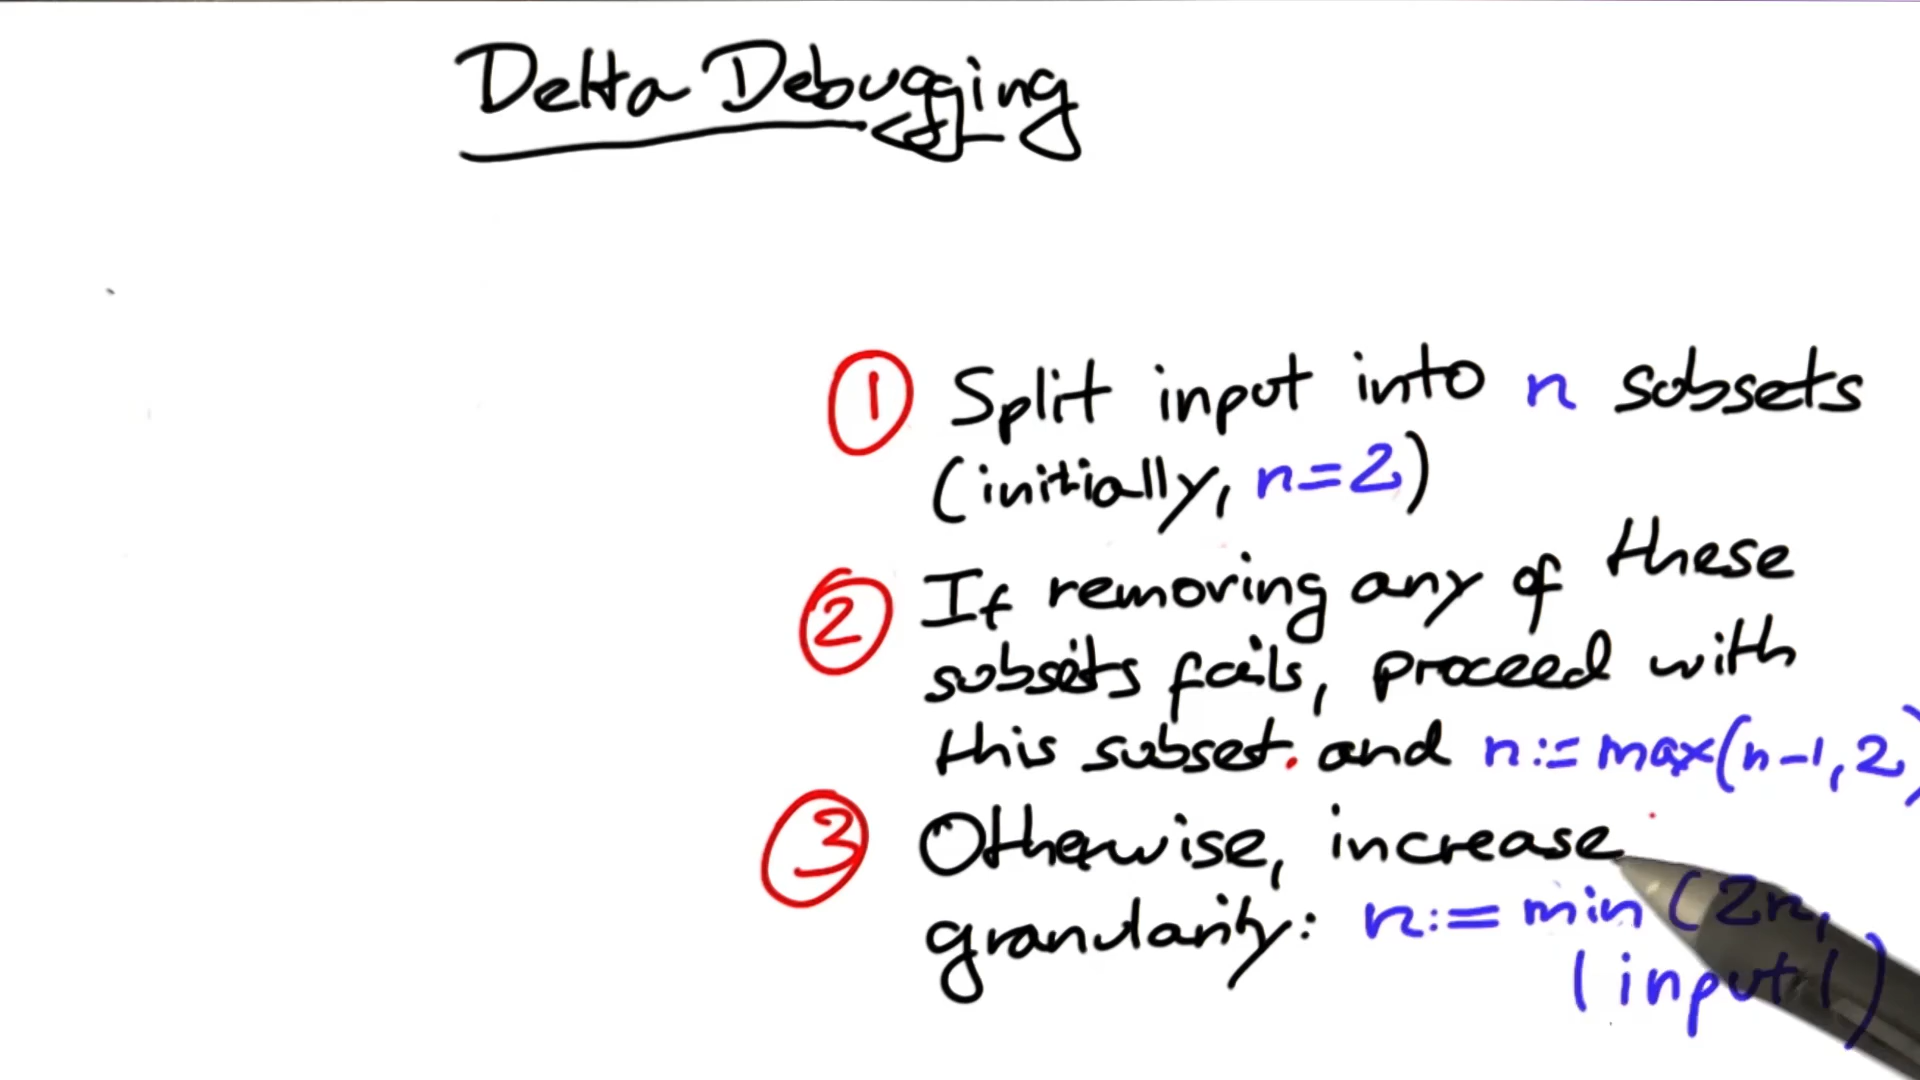 Delta Debugging
1 Split input into n subsets
(initially, n=2)
2 If removing any of these
subsets fails, proceed with
this subset. and n:= max(n-1, 2)
3 Otherwise, increase
granularity: n:= min (2n,
|input|)